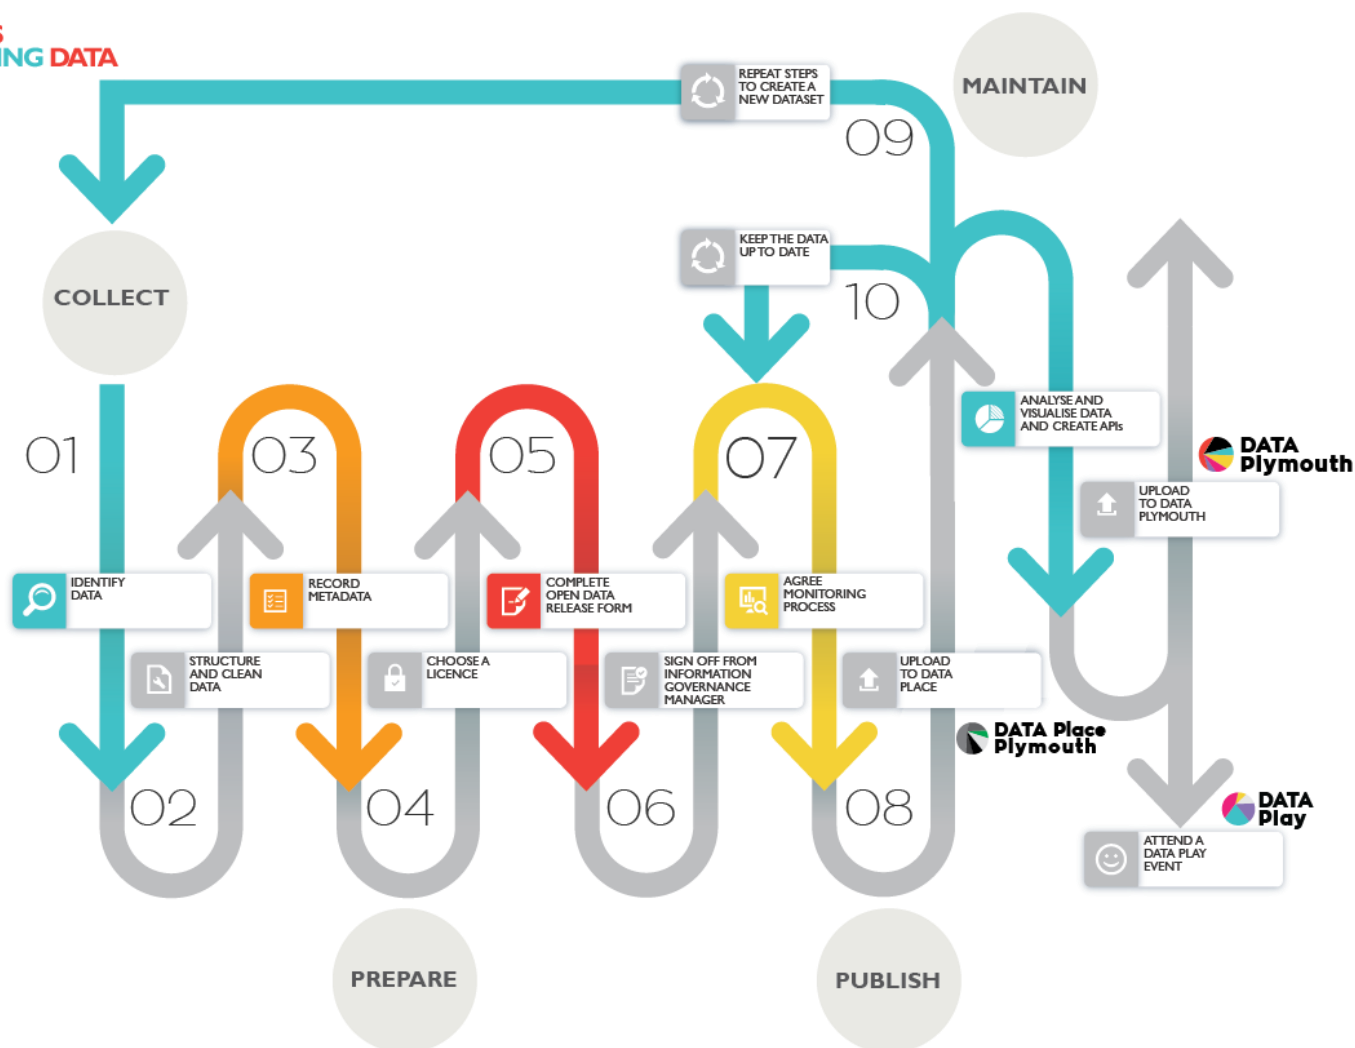 S
ING DATA
REPEAT STEPS
TO CREATE A
NEW DATASET
MAINTAIN
09
KEEP THE DATA
UP TO DATE
10
COLLECT
01
03
05
07
ANALYSE AND
VISUALISE DATA
AND CREATE APIs
DATA
Plymouth
UPLOAD
TO DATA
PLYMOUTH
IDENTIFY
DATA
RECORD
METADATA
COMPLETE
OPEN DATA
RELEASE FORM
AGREE
MONITORING
PROCESS
STRUCTURE
AND CLEAN
DATA
CHOOSE A
LICENCE
SIGN OFF FROM
INFORMATION
GOVERNANCE
MANAGER
UPLOAD
TO DATA
PLACE
DATA Place
Plymouth
02
04
06
08
DATA
Play
ATTEND A
DATA PLAY
EVENT
PREPARE
PUBLISH